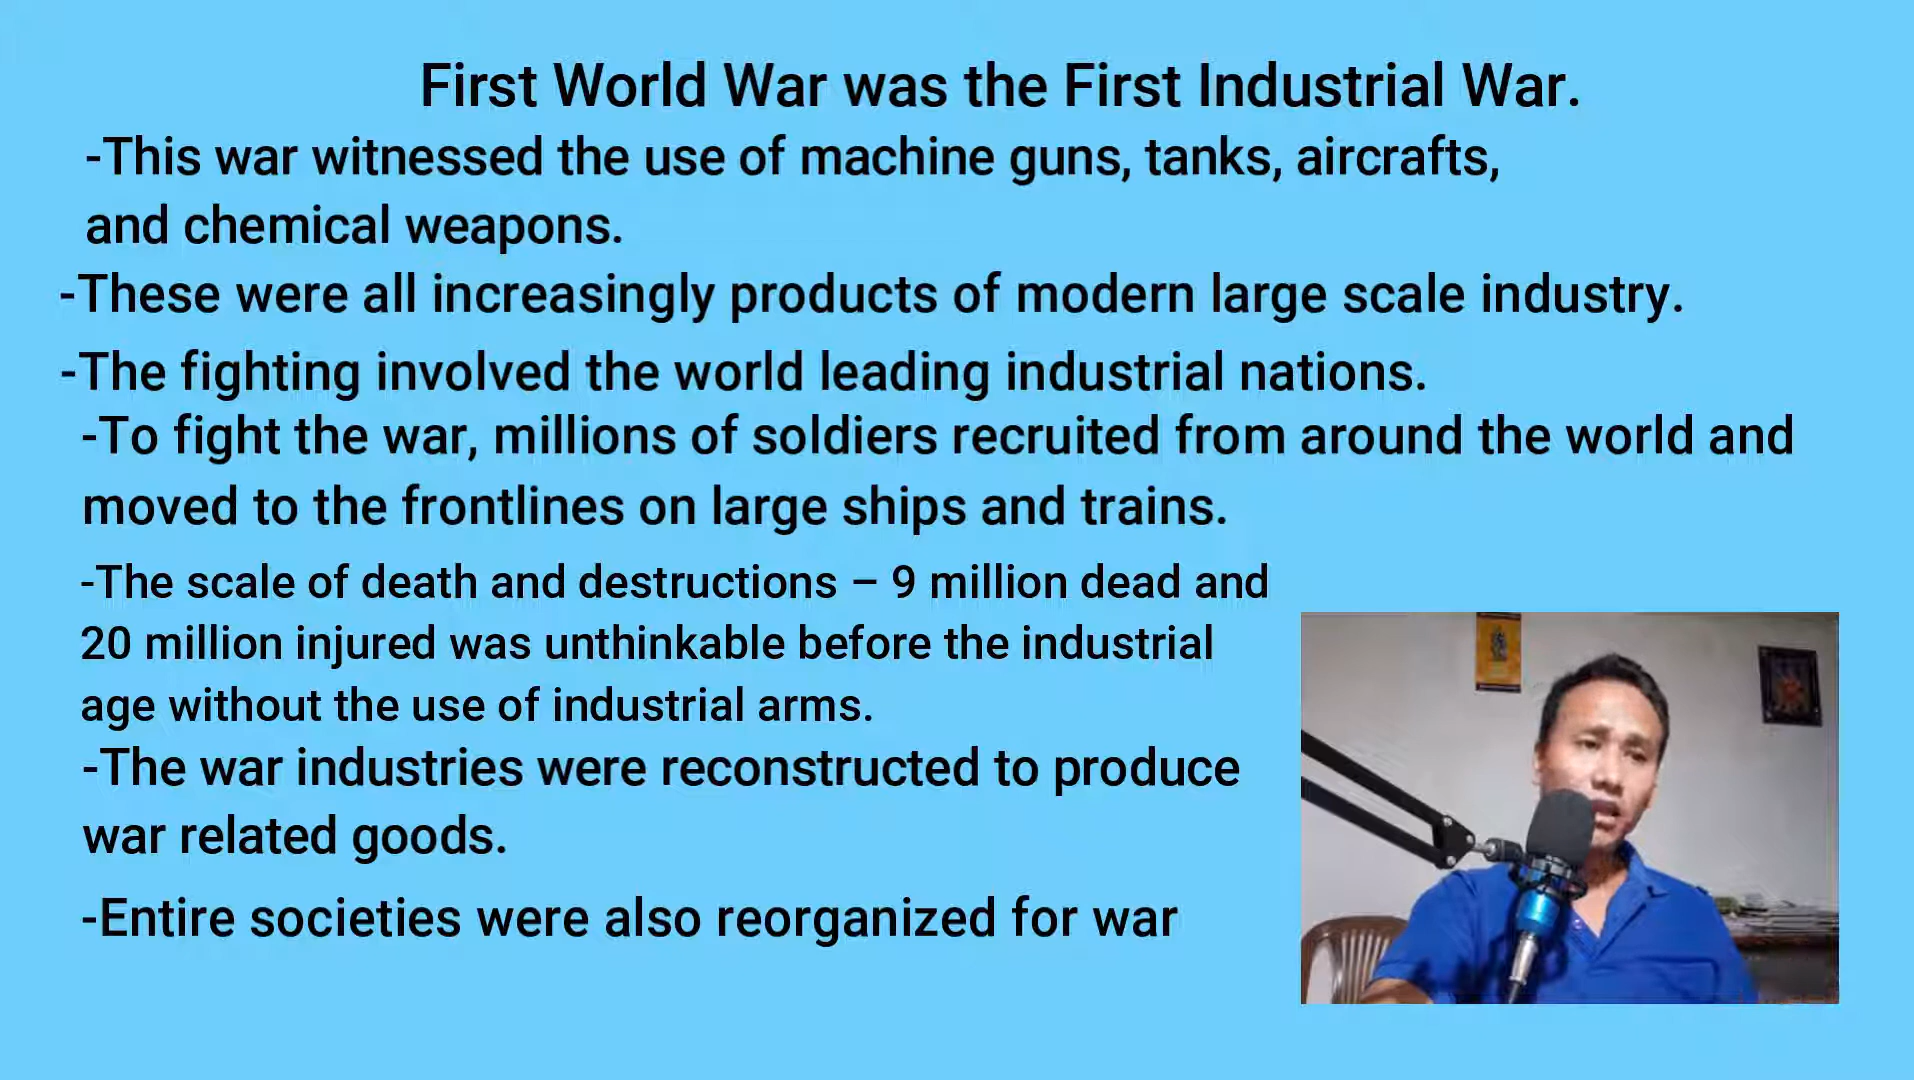 First World War was the First Industrial War.
-This war witnessed the use of machine guns, tanks, aircrafts,
and chemical weapons.
-These were all increasingly products of modern large scale industry.
-The fighting involved the world leading industrial nations.
-To fight the war, millions of soldiers recruited from around the world and
moved to the frontlines on large ships and trains.
-The scale of death and destructions – 9 million dead and
20 million injured was unthinkable before the industrial
age without the use of industrial arms.
-The war industries were reconstructed to produce
war related goods.
-Entire societies were also reorganized for war